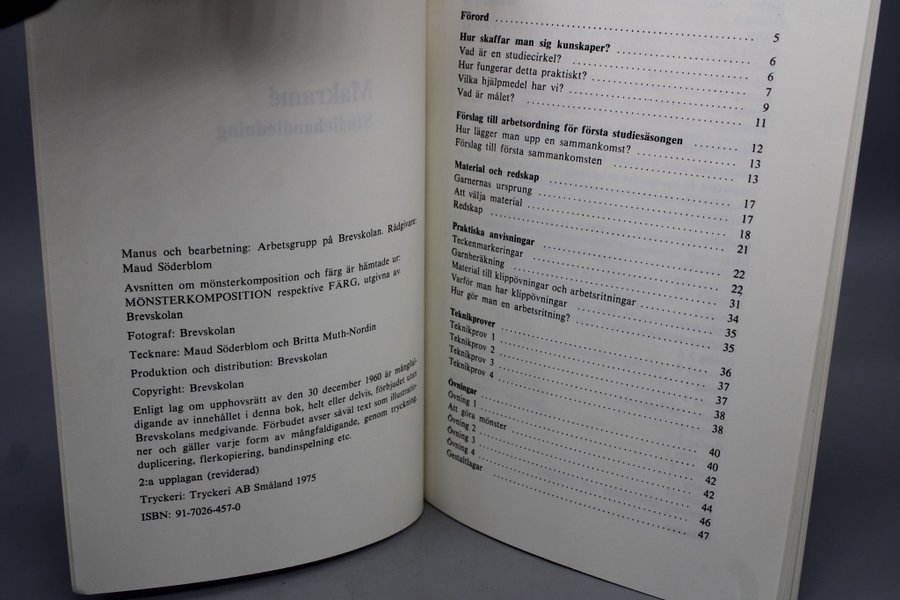 Makramé
Studiehandledning
Manus och bearbetning: Arbetsgrupp på Brevskolan. Rådgivare:
Maud Söderblom
Avsnitten om mönsterkomposition och färg är hämtade ur:
MÖNSTERKOMPOSITION respektive FÄRG, utgivna av
Brevskolan
Fotograf: Brevskolan
Tecknare: Maud Söderblom och Britta Muth-Nordin
Produktion och distribution: Brevskolan
Copyright: Brevskolan
Enligt lag om upphovsrätt av den 30 december 1960 är mångfal-
digande av innehållet i denna bok, helt eller delvis, förbjudet utan
Brevskolans medgivande. Förbudet avser såväl text som illustratio-
ner och gäller varje form av mångfaldigande, genom tryckning,
duplicering, flerkopiering, bandinspelning etc.
2:a upplagan (reviderad)
Tryckeri: Tryckeri AB Småland 1975
ISBN: 91-7026-457-0
Förord 5
Hur skaffar man sig kunskaper? 6
Vad är en studiecirkel? 6
Hur fungerar detta praktiskt? 7
Vilka hjälpmedel har vi? 9
Vad är målet? 11
Förslag till arbetsordning för första studiesäsongen 12
Hur lägger man upp en sammankomst? 13
Förslag till första sammankomsten 13
Material och redskap 17
Garnernas ursprung 17
Att välja material 18
Redskap 21
Praktiska anvisningar 22
Teckenmarkeringar 22
Garnberäkning 31
Material till klippövningar och arbetsritningar 34
Varför man har klippövningar 35
Hur gör man en arbetsritning? 35
Teknikprover 36
Teknikprov 1 37
Teknikprov 2 37
Teknikprov 3 38
Teknikprov 4 38
Övningar 40
Övning 1 40
Att göra mönster 42
Övning 2 42
Övning 3 44
Övning 4 46
Gestaltlagar 47